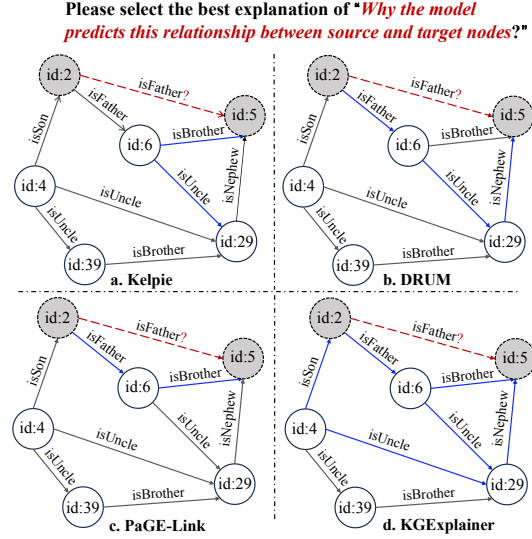 Please select the best explanation of "Why the model
predicts this relationship between source and target nodes?"
id:2
isFather?
id:5
isFather
isSon
id:6
isBrother
isUncle
isNephew
id:4
isUncle
isUncle
id:29
id:39
isBrother
a. Kelpie
id:2
isFather?
id:5
isFather
isSon
id:6
isBrother
isUncle
isNephew
id:4
isUncle
isUncle
id:29
id:39
isBrother
b. DRUM
id:2
isFather?
id:5
isFather
isSon
id:6
isBrother
isUncle
isNephew
id:4
isUncle
isUncle
id:29
id:39
isBrother
c. PaGE-Link
id:2
isFather?
id:5
isFather
isSon
id:6
isBrother
isUncle
isNephew
id:4
isUncle
isUncle
id:29
id:39
isBrother
d. KGExplainer